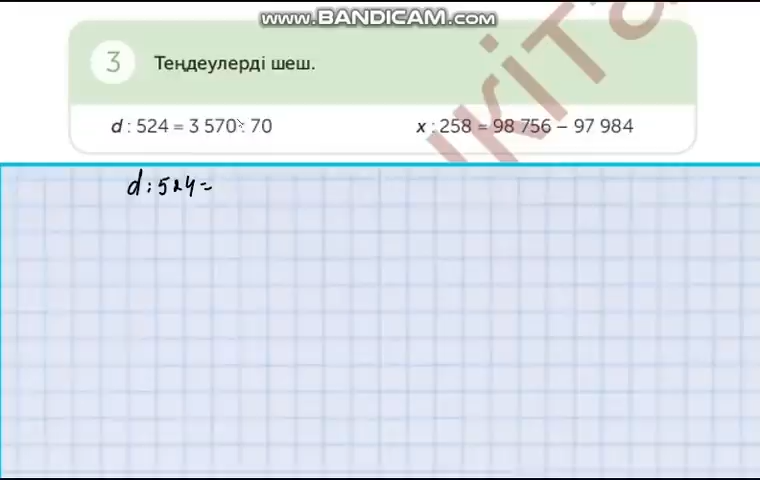 www.BANDICAM.com
3 Теңдеулерді шеш.
d : 524 = 3 570 : 70
x : 258 = 98 756 – 97 984
d : 524 =